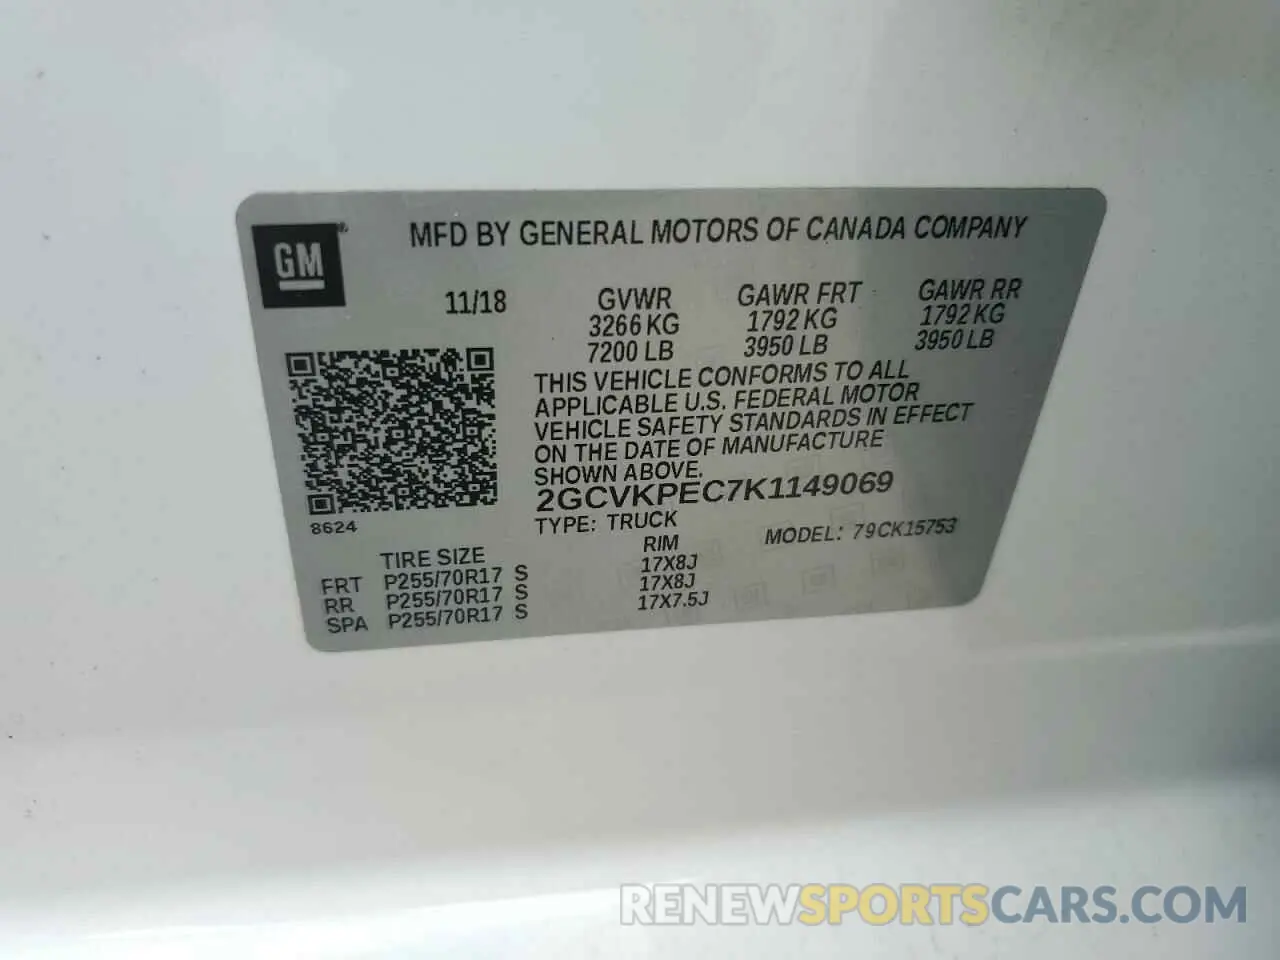 GM ®
MFD BY GENERAL MOTORS OF CANADA COMPANY
11/18 GVWR GAWR FRT GAWR RR
3266 KG 1792 KG 1792 KG
7200 LB 3950 LB 3950 LB
THIS VEHICLE CONFORMS TO ALL
APPLICABLE U.S. FEDERAL MOTOR
VEHICLE SAFETY STANDARDS IN EFFECT
ON THE DATE OF MANUFACTURE
SHOWN ABOVE.
2GCVKPEC7K1149069
8624
TYPE: TRUCK MODEL: 79CK15753
TIRE SIZE RIM
FRT P255/70R17 S 17X8J
RR P255/70R17 S 17X8J
SPA P255/70R17 S 17X7.5J
RENEWSPORTSCARS.COM